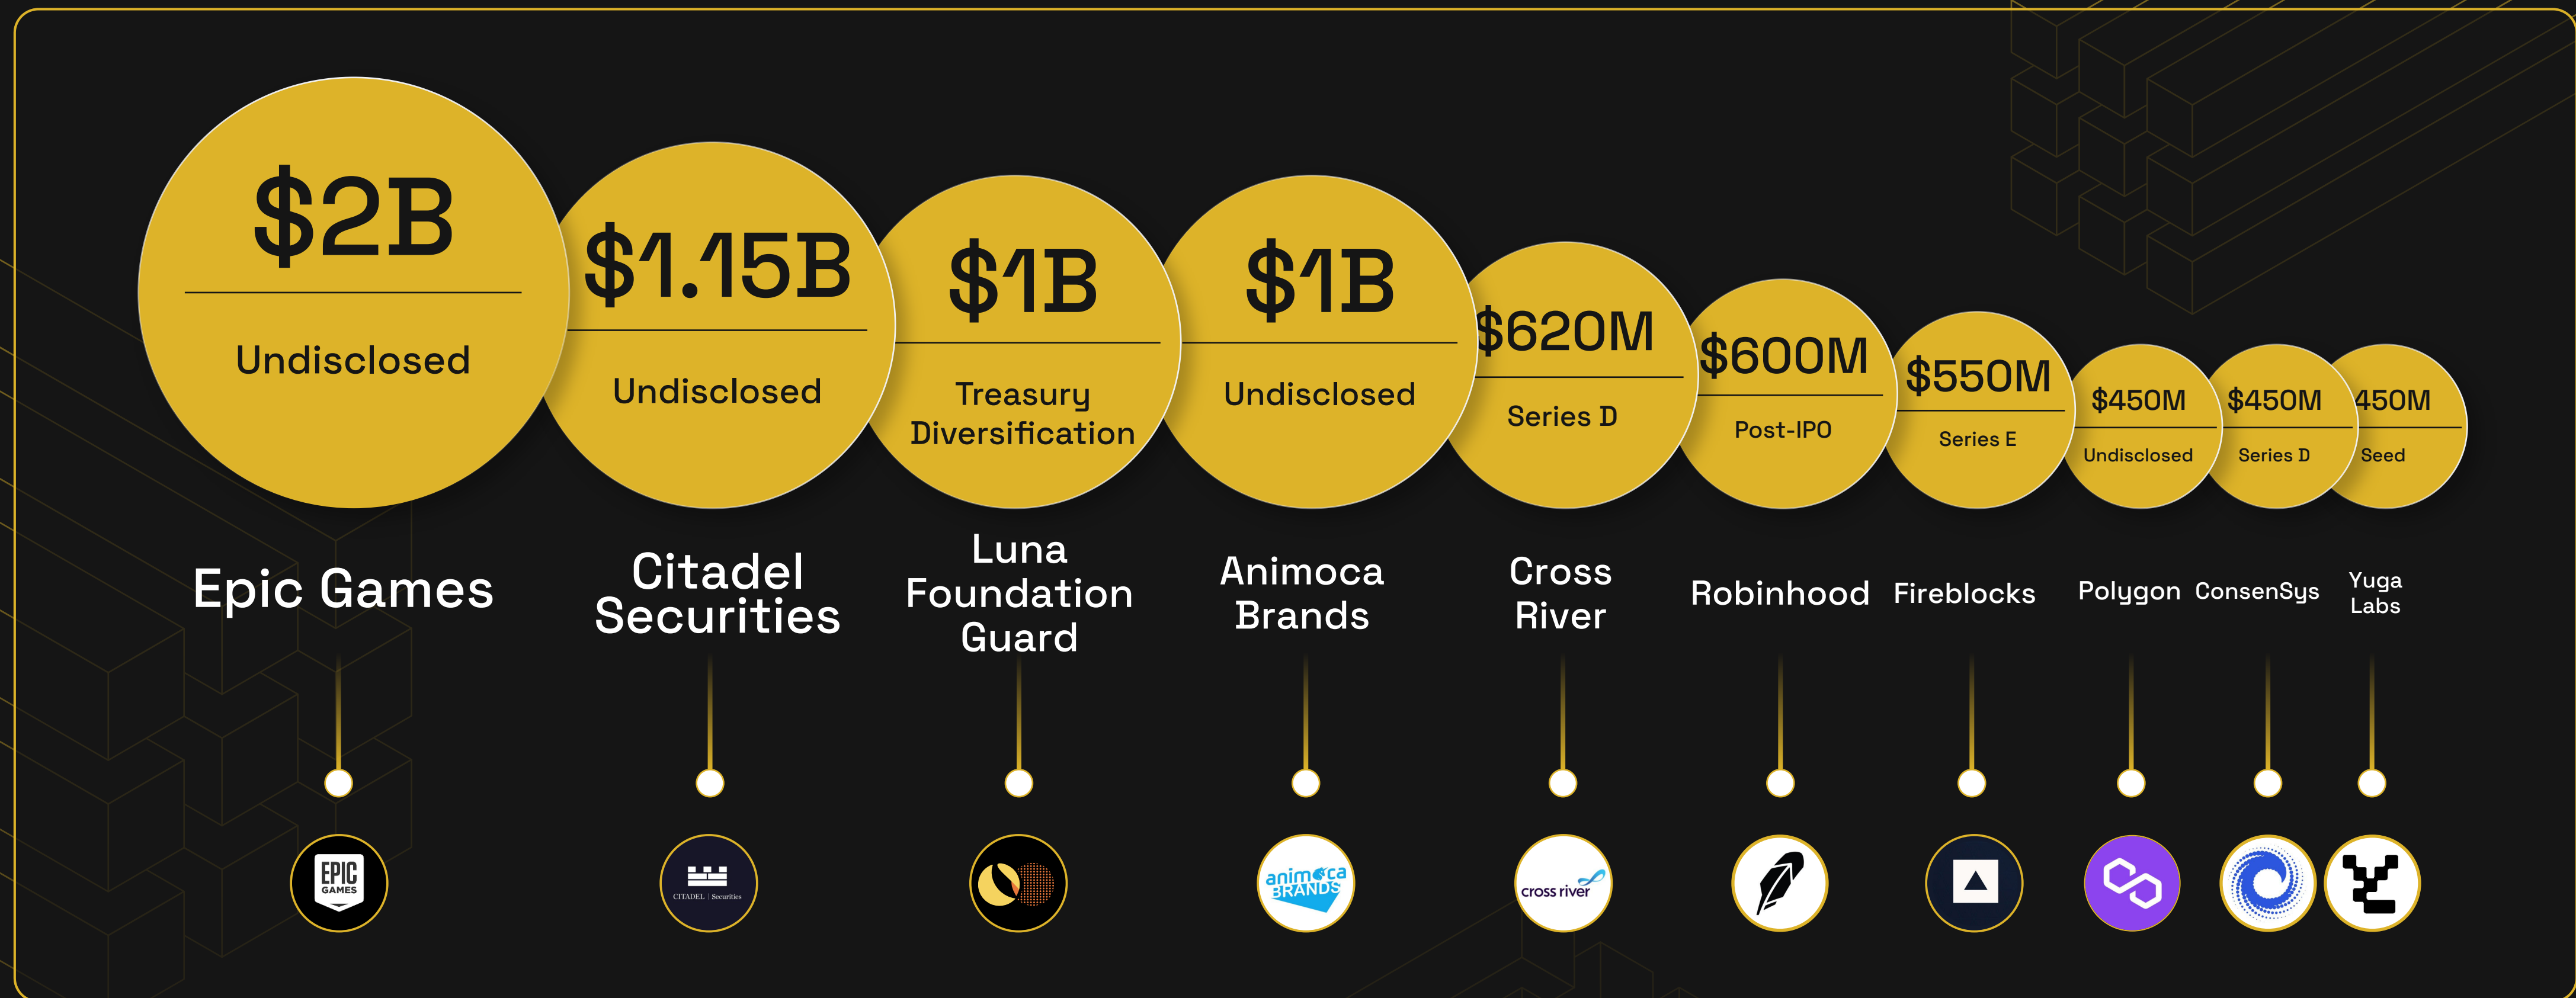 $2B
Undisclosed
$1.15B
Undisclosed
$1B
Treasury
Diversification
$1B
Undisclosed
$620M
Series D
$600M
Post-IPO
$550M
Series E
$450M
Undisclosed
$450M
Series D
450M
Seed
Epic Games
Citadel
Securities
Luna
Foundation
Guard
Animoca
Brands
Cross
River
Robinhood
Fireblocks
Polygon
ConsenSys
Yuga
Labs
EPIC
GAMES
CITADEL | Securities
animoca
BRANDS
cross river